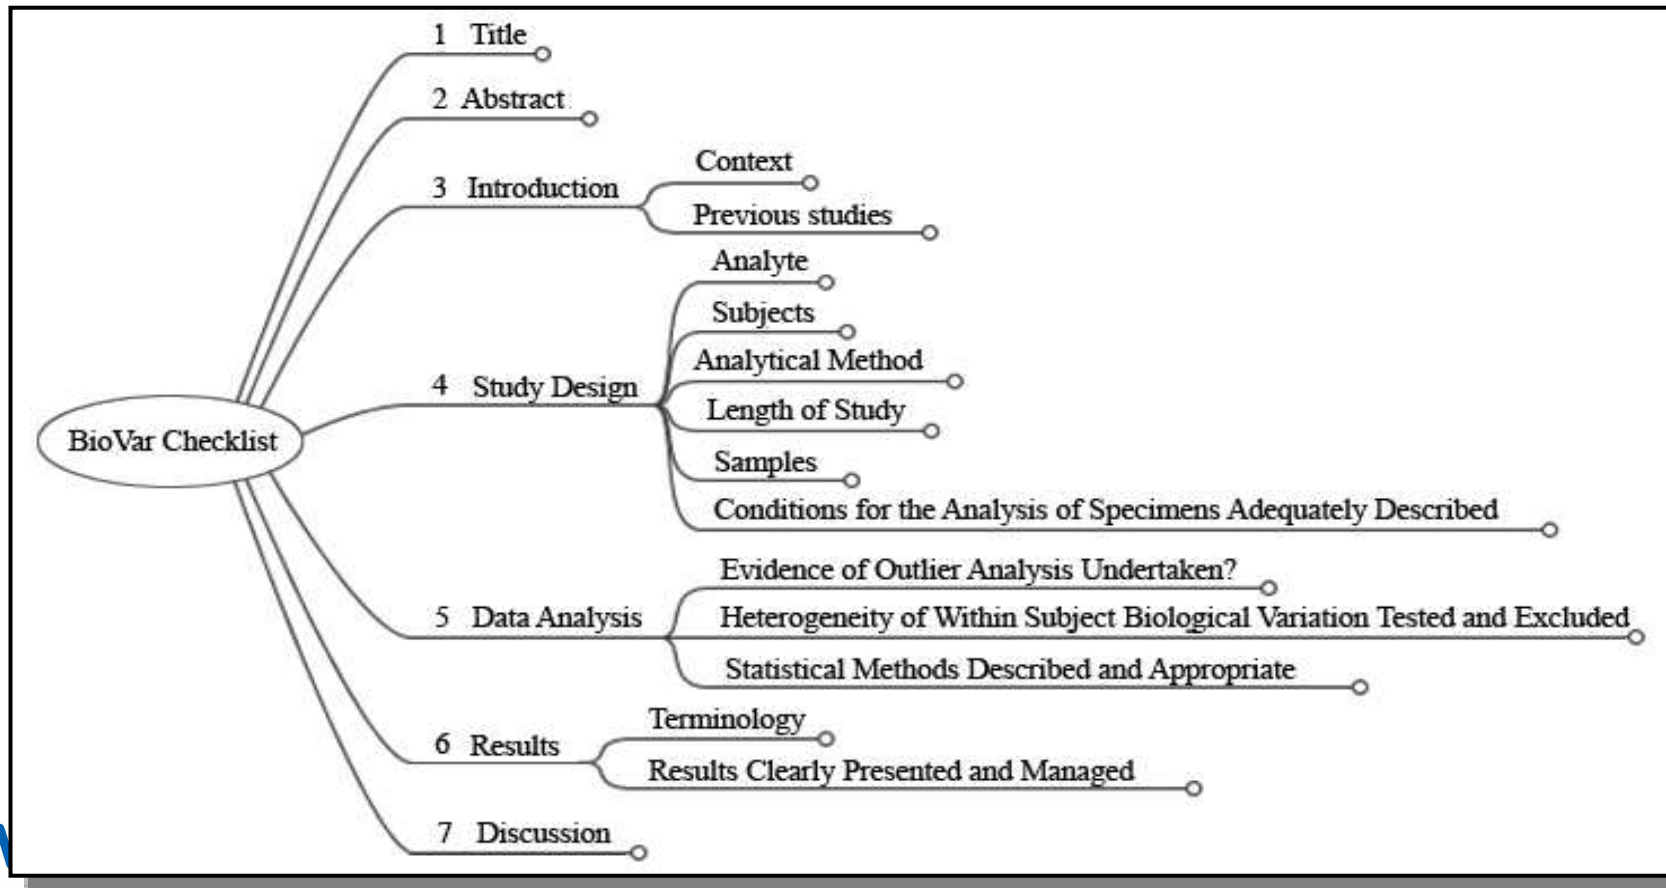 1 Title
2 Abstract
3 Introduction
Context
Previous studies
4 Study Design
Analyte
Subjects
Analytical Method
Length of Study
Samples
Conditions for the Analysis of Specimens Adequately Described
BioVar Checklist
5 Data Analysis
Evidence of Outlier Analysis Undertaken?
Heterogeneity of Within Subject Biological Variation Tested and Excluded
Statistical Methods Described and Appropriate
6 Results
Terminology
Results Clearly Presented and Managed
7 Discussion